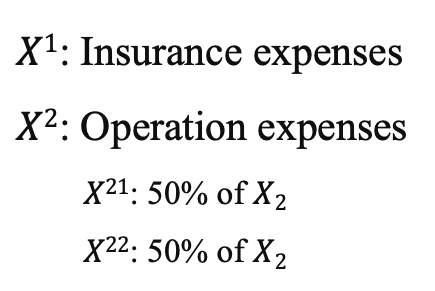 X¹: Insurance expenses
X²: Operation expenses
X²¹: 50% of X₂
X²²: 50% of X₂